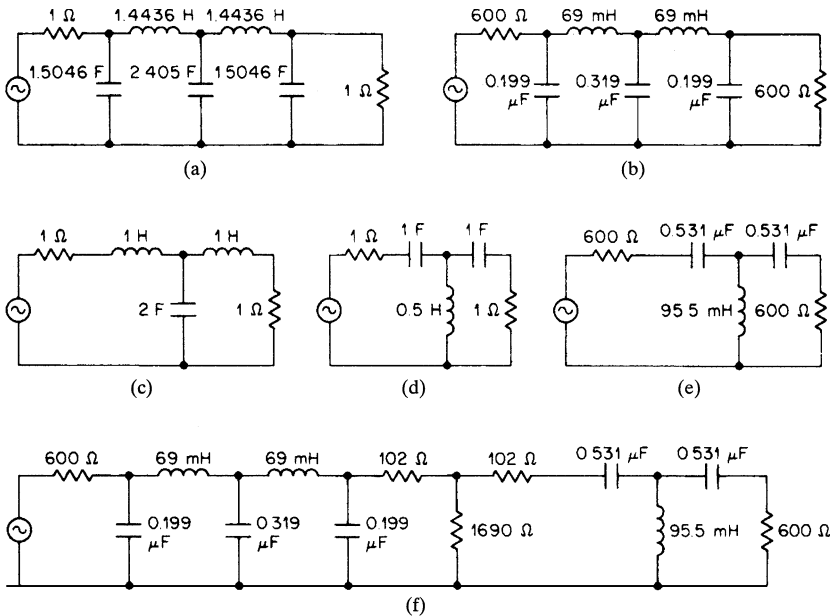 1 Ω 1.4436 H 1.4436 H
1.5046 F 2 405 F 1.5046 F
1 Ω
(a)
600 Ω 69 mH 69 mH
0.199 μF 0.319 μF 0.199 μF 600 Ω
(b)
1 Ω 1 H 1 H
2 F 1 Ω
(c)
1 Ω 1 F 1 F
0.5 H 1 Ω
(d)
600 Ω 0.531 μF 0.531 μF
95.5 mH 600 Ω
(e)
600 Ω 69 mH 69 mH 102 Ω 102 Ω 0.531 μF 0.531 μF
0.199 μF 0.319 μF 0.199 μF 1690 Ω 95.5 mH 600 Ω
(f)